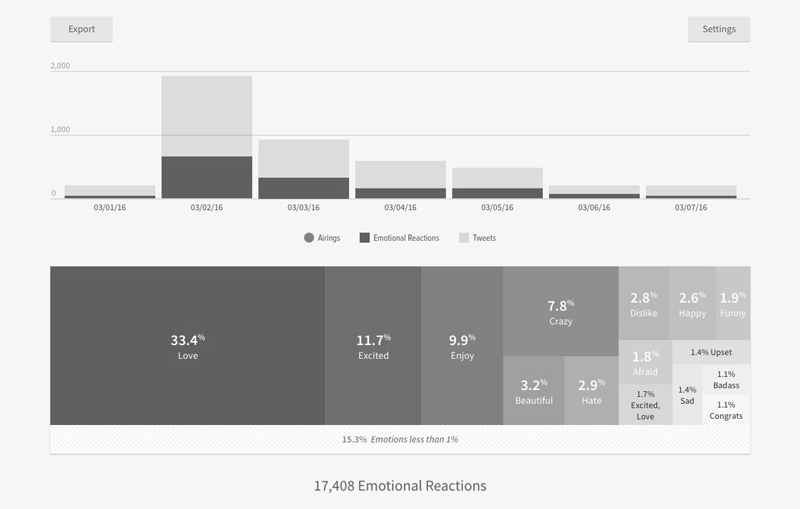 Export
Settings
2,000
1,000
0
03/01/16
03/02/16
03/03/16
03/04/16
03/05/16
03/06/16
03/07/16
Airings
Emotional Reactions
Tweets
33.4%
Love
11.7%
Excited
9.9%
Enjoy
7.8%
Crazy
3.2%
Beautiful
2.9%
Hate
2.8%
Dislike
2.6%
Happy
1.9%
Funny
1.8%
Afraid
1.7%
Excited,
Love
1.4% Upset
1.4%
Sad
1.1%
Badass
1.1%
Congrats
15.3% Emotions less than 1%
17,408 Emotional Reactions